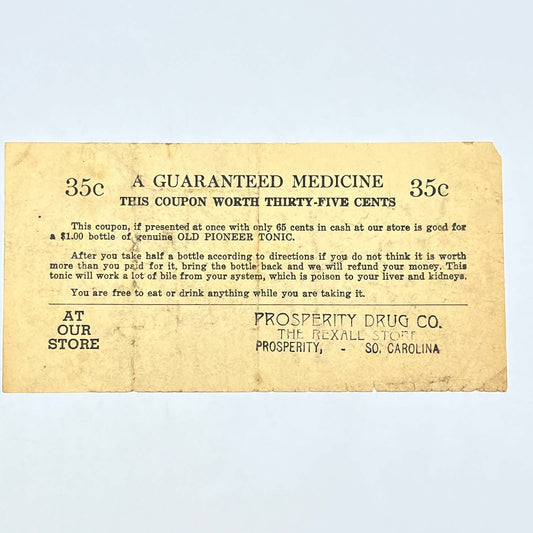 35c A GUARANTEED MEDICINE 35c
THIS COUPON WORTH THIRTY-FIVE CENTS
This coupon, if presented at once with only 65 cents in cash at our store is good for
a $1.00 bottle of genuine OLD PIONEER TONIC.
After you take half a bottle according to directions if you do not think it is worth
more than you paid for it, bring the bottle back and we will refund your money. This
tonic will work a lot of bile from your system, which is poison to your liver and kidneys.
You are free to eat or drink anything while you are taking it.
AT
OUR
STORE
PROSPERITY DRUG CO.
THE REXALL STORE
PROSPERITY, - SO. CAROLINA